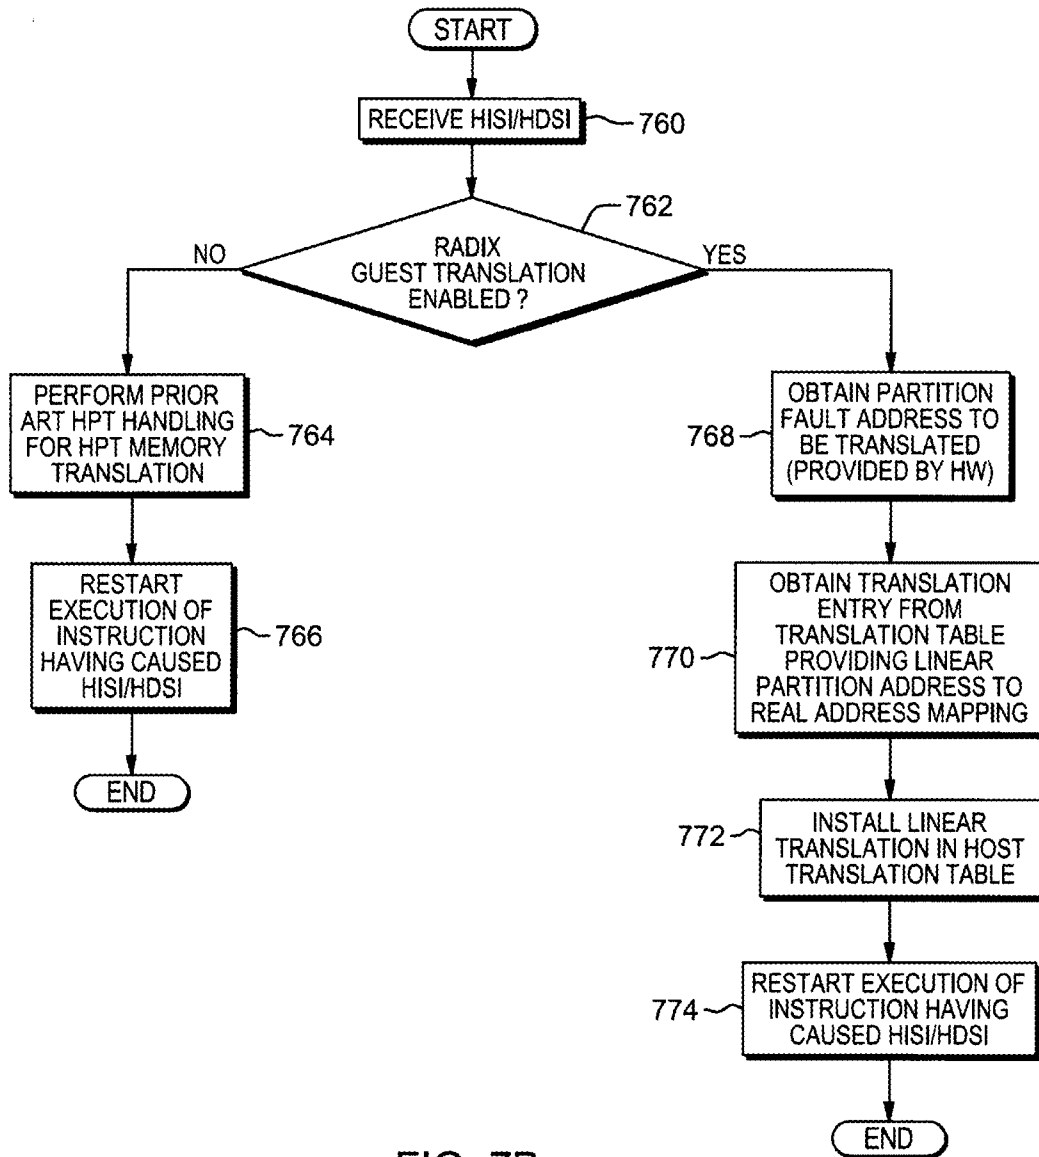 START
RECEIVE HISI/HDSI
760
762
RADIX
GUEST TRANSLATION
ENABLED ?
NO
YES
PERFORM PRIOR
ART HPT HANDLING
FOR HPT MEMORY
TRANSLATION
764
RESTART
EXECUTION OF
INSTRUCTION
HAVING CAUSED
HISI/HDSI
766
END
OBTAIN PARTITION
FAULT ADDRESS TO
BE TRANSLATED
(PROVIDED BY HW)
768
OBTAIN TRANSLATION
ENTRY FROM
TRANSLATION TABLE
PROVIDING LINEAR
PARTITION ADDRESS TO
REAL ADDRESS MAPPING
770
INSTALL LINEAR
TRANSLATION IN HOST
TRANSLATION TABLE
772
RESTART EXECUTION OF
INSTRUCTION HAVING
CAUSED HISI/HDSI
774
END